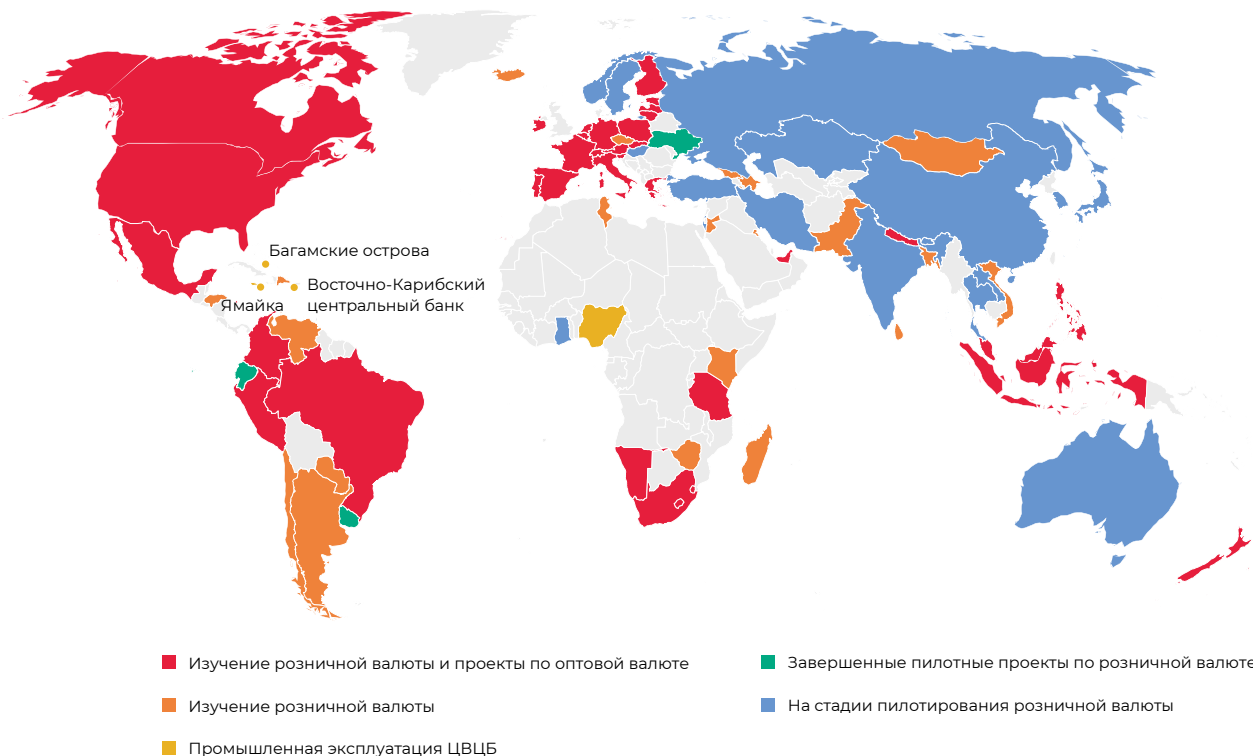 Багамские острова
Восточно-Карибский
центральный банк
Ямайка
Изучение розничной валюты и проекты по оптовой валюте
Изучение розничной валюты
Промышленная эксплуатация ЦВЦБ
Завершенные пилотные проекты по розничной валюте
На стадии пилотирования розничной валюты